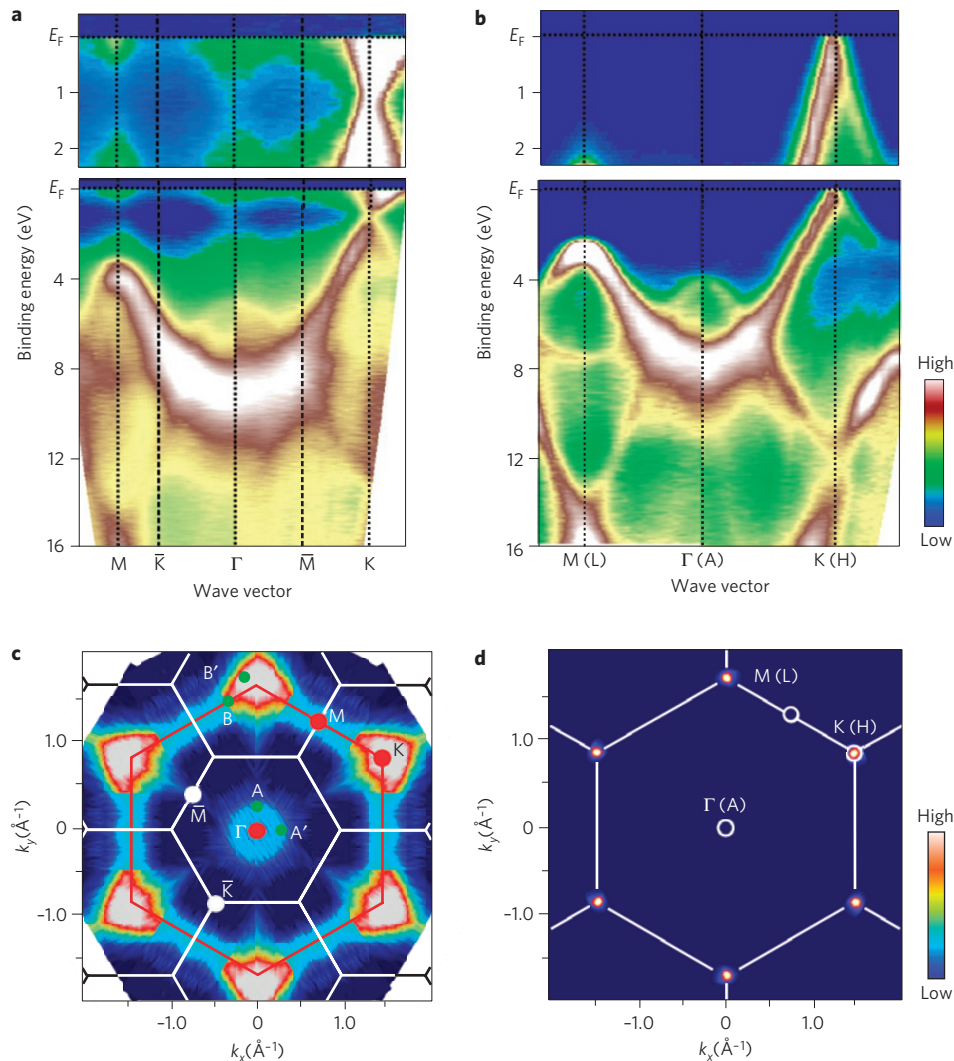 a
E_F
1
2
E_F
4
8
12
16
Binding energy (eV)
M K̅ Γ M̅ K
Wave vector
b
E_F
1
2
E_F
4
8
12
16
Binding energy (eV)
M (L) Γ (A) K (H)
Wave vector
High
Low
c
B′
B
M
K
M̅
A
Γ A′
K̅
1.0
0
-1.0
k_y(Å⁻¹)
-1.0 0 1.0
k_x(Å⁻¹)
d
M (L)
K (H)
Γ (A)
1.0
0
-1.0
k_y(Å⁻¹)
-1.0 0 1.0
k_x(Å⁻¹)
High
Low